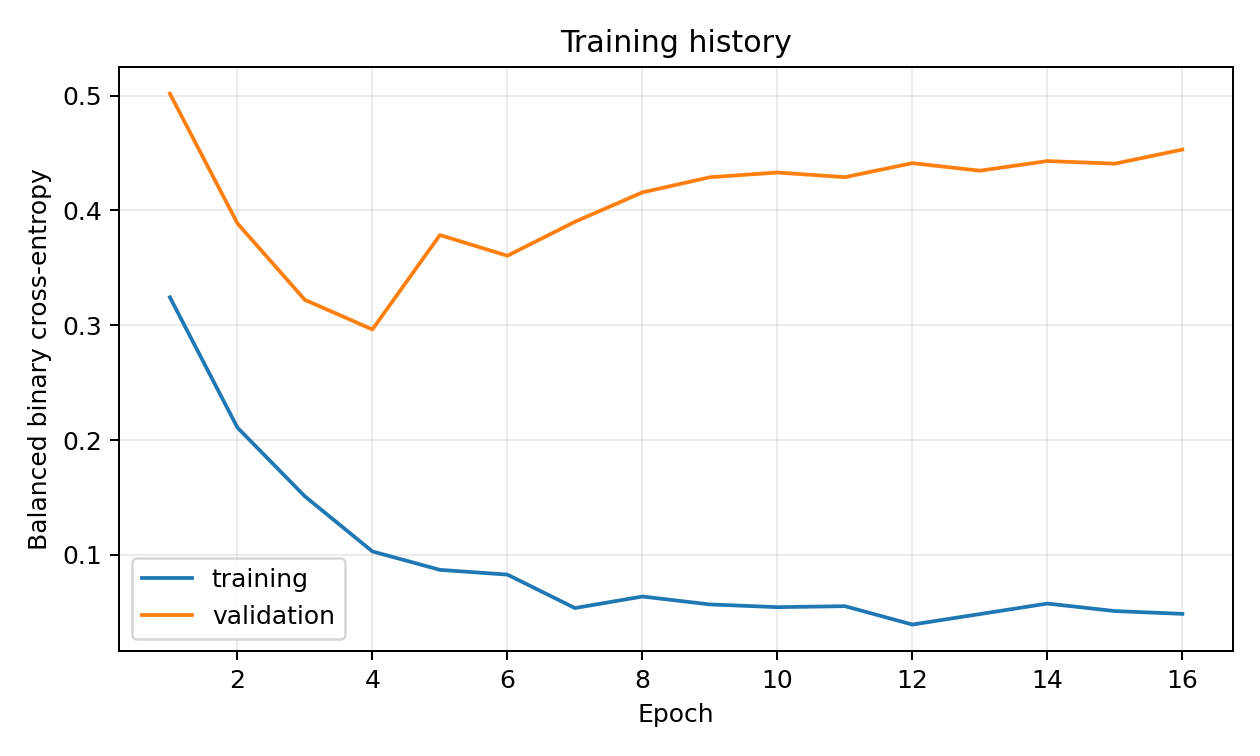 Training history
Balanced binary cross-entropy
0.5
0.4
0.3
0.2
0.1
training
validation
2 4 6 8 10 12 14 16
Epoch